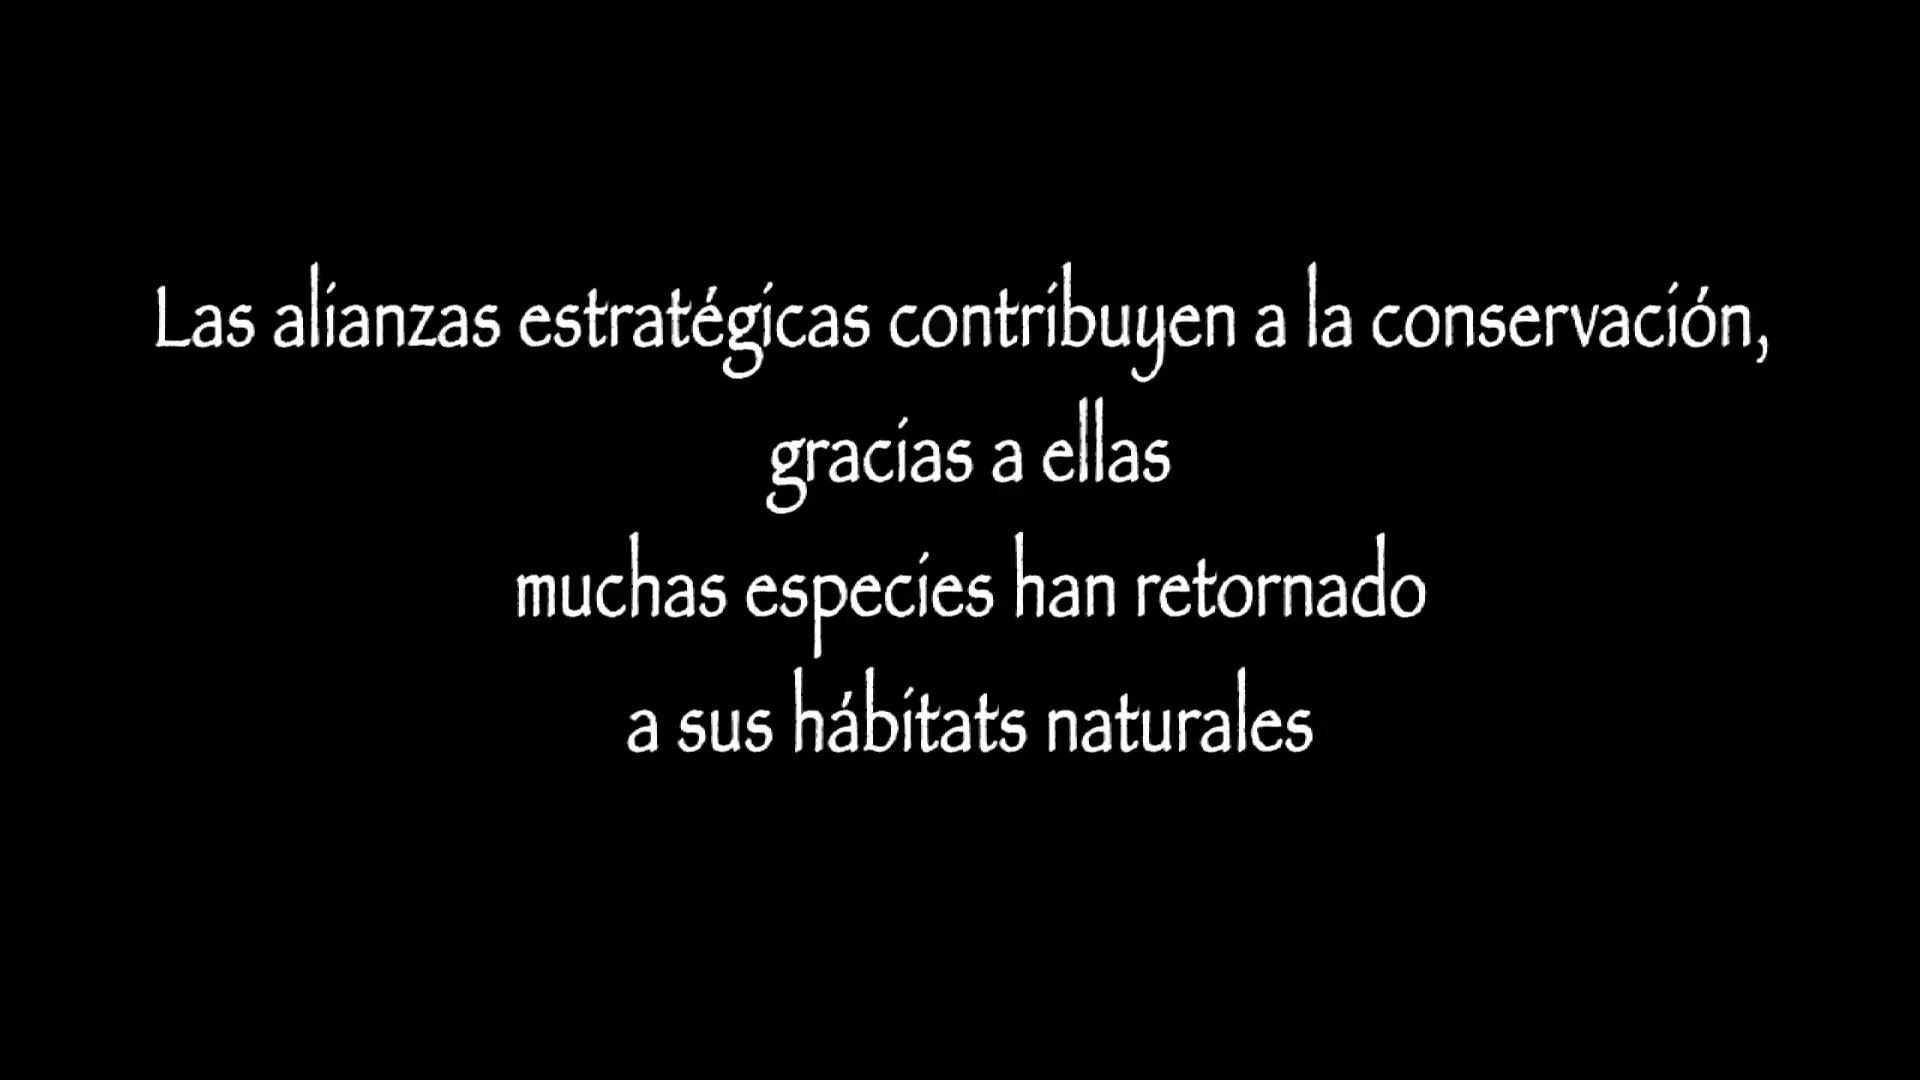 Las alianzas estratégicas contribuyen a la conservación,
gracias a ellas
muchas especies han retornado
a sus hábitats naturales